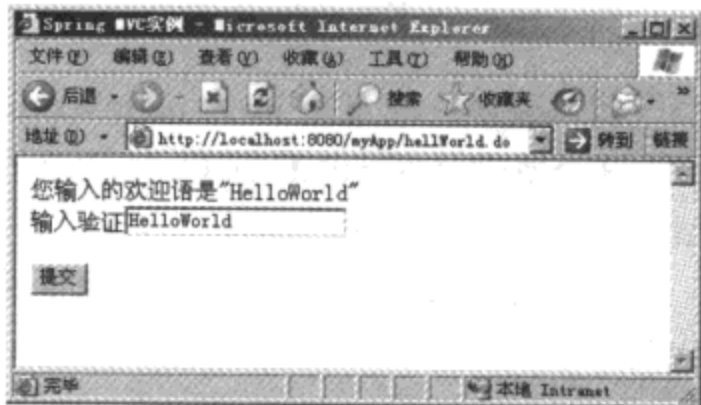 Spring MVC实例 - Microsoft Internet Explorer
文件(F) 编辑(E) 查看(V) 收藏(A) 工具(T) 帮助(H)
后退 搜索 收藏夹 »
地址(D) http://localhost:8080/myApp/hellWorld.do 转到 链接
您输入的欢迎语是"HelloWorld"
输入验证 HelloWorld
提交
完毕 本地 Intranet